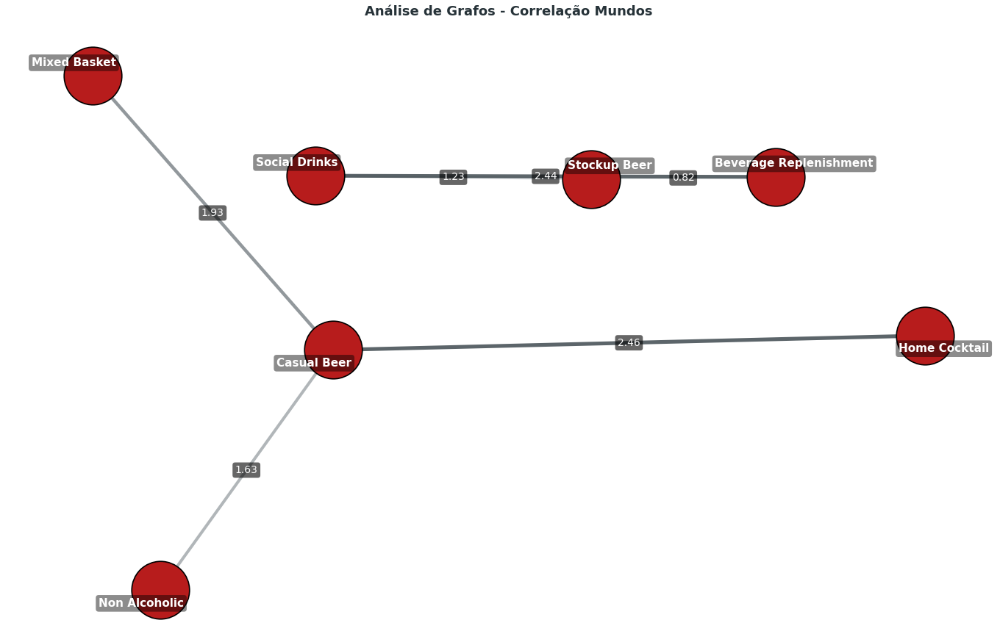 Análise de Grafos - Correlação Mundos
Mixed Basket
Social Drinks
Stockup Beer
Beverage Replenishment
1.23
2.44
0.82
1.93
2.46
Home Cocktail
Casual Beer
1.63
Non Alcoholic